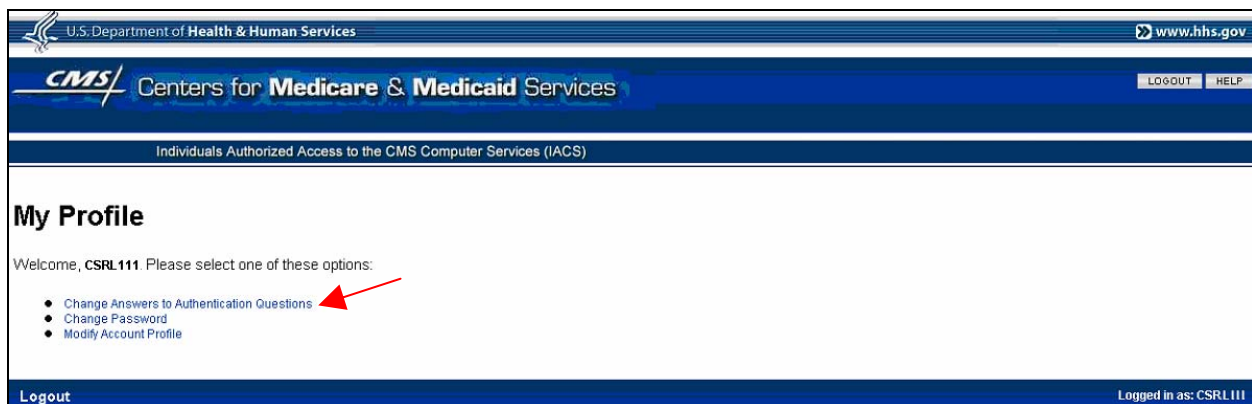 U.S. Department of Health & Human Services
www.hhs.gov
CMS/ Centers for Medicare & Medicaid Services
LOGOUT HELP
Individuals Authorized Access to the CMS Computer Services (IACS)
My Profile
Welcome, CSRL111. Please select one of these options:
Change Answers to Authentication Questions
Change Password
Modify Account Profile
Logout
Logged in as: CSRL111